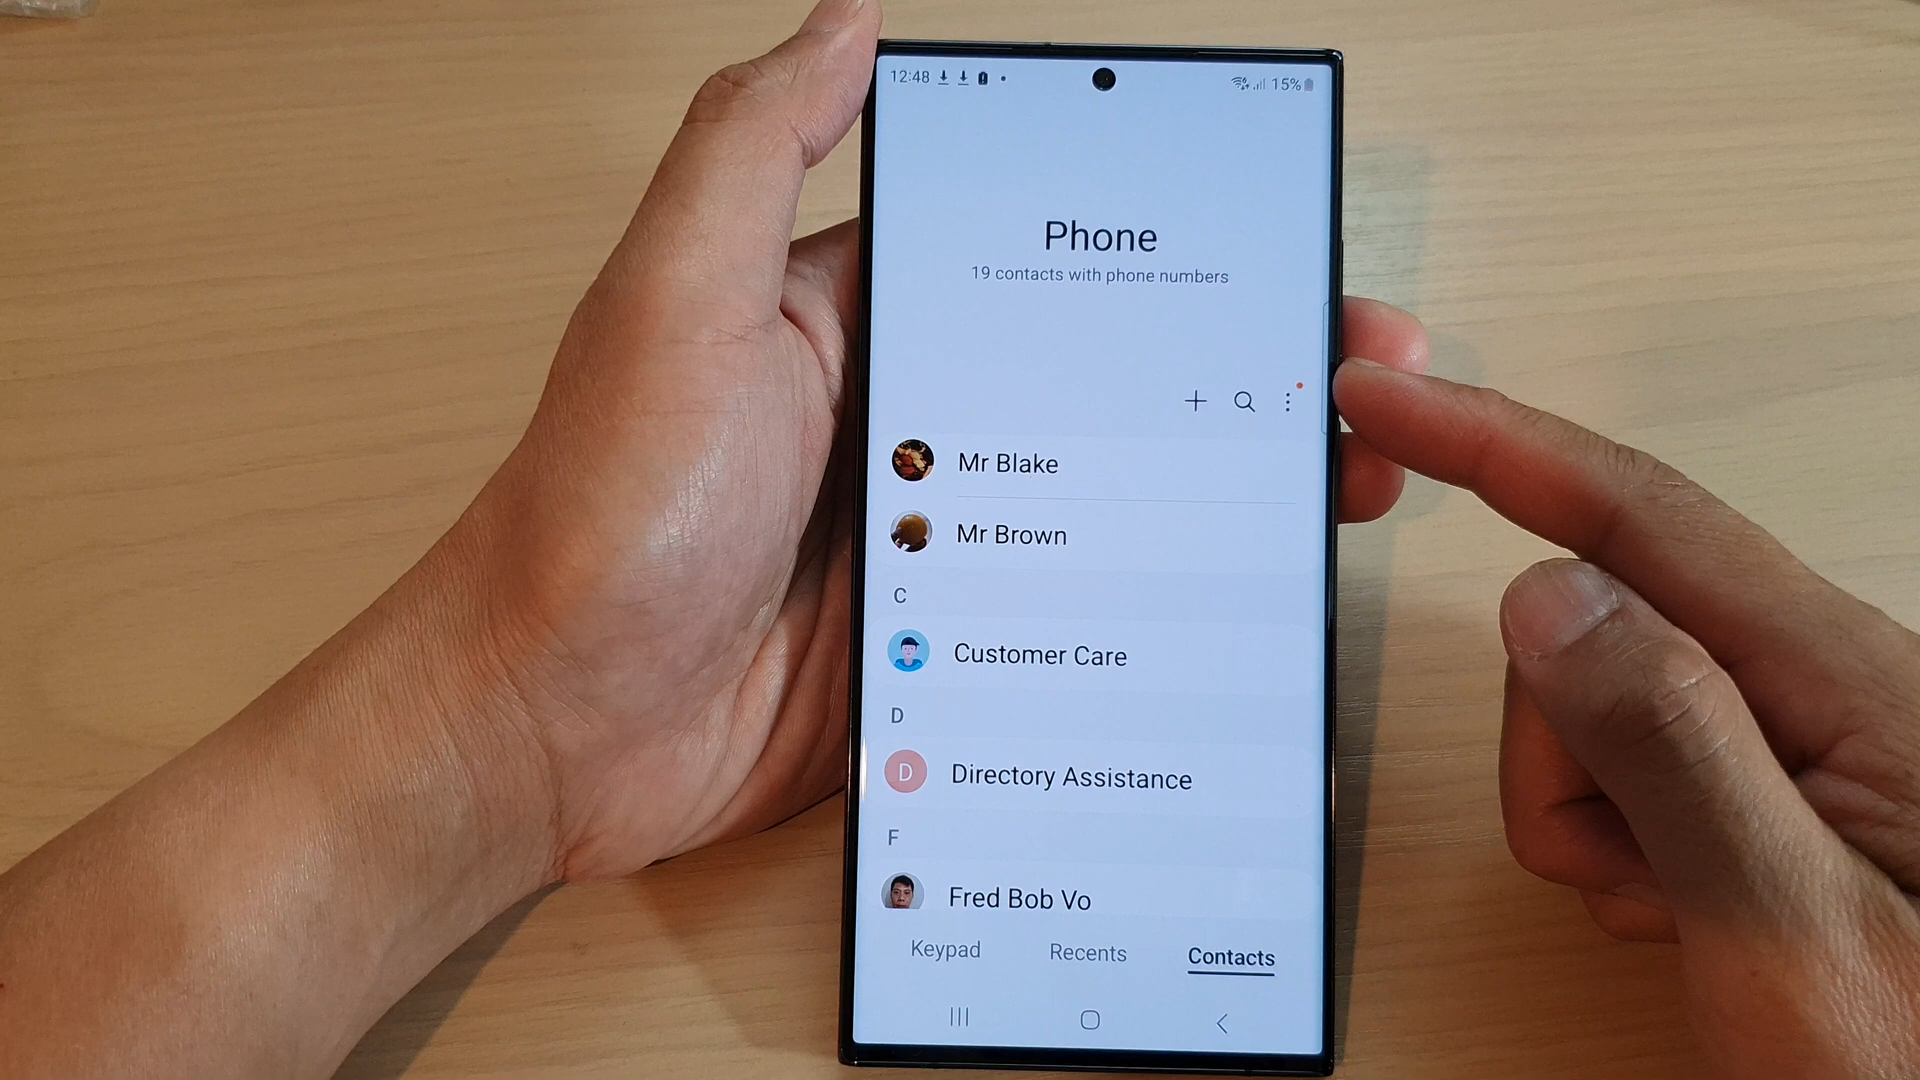 12:48
15%
Phone
19 contacts with phone numbers
Mr Blake
Mr Brown
C
Customer Care
D
D
Directory Assistance
F
Fred Bob Vo
Keypad Recents Contacts